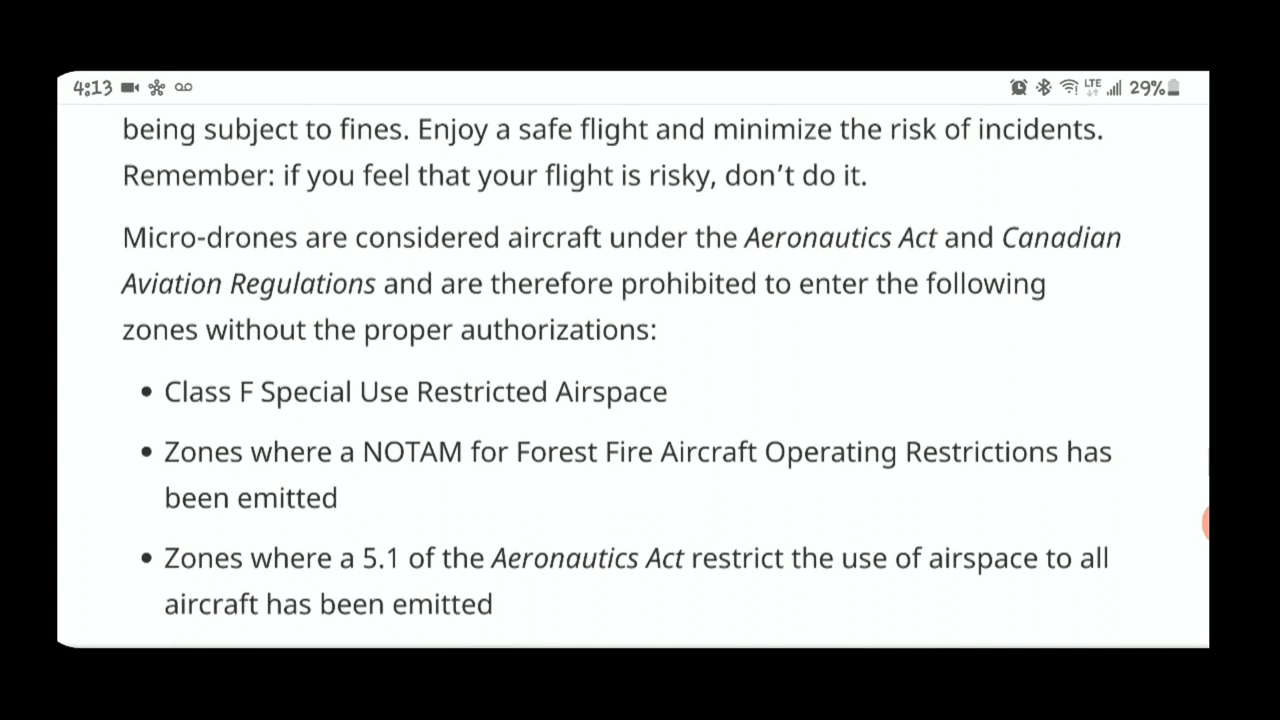 4:13 LTE 29%
being subject to fines. Enjoy a safe flight and minimize the risk of incidents.
Remember: if you feel that your flight is risky, don’t do it.
Micro-drones are considered aircraft under the Aeronautics Act and Canadian
Aviation Regulations and are therefore prohibited to enter the following
zones without the proper authorizations:
• Class F Special Use Restricted Airspace
• Zones where a NOTAM for Forest Fire Aircraft Operating Restrictions has
been emitted
• Zones where a 5.1 of the Aeronautics Act restrict the use of airspace to all
aircraft has been emitted